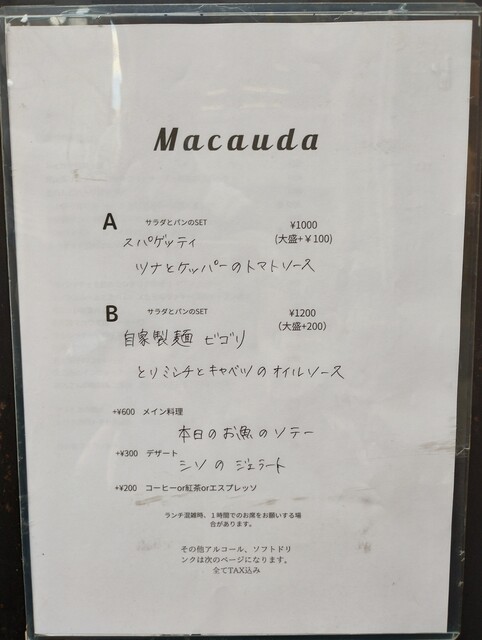 Macauda
A サラダとパンのSET ¥1000
スパゲッティ (大盛+¥100)
ツナとケッパーのトマトソース
B サラダとパンのSET ¥1200
(大盛+200)
自家製麺 ビゴリ
とりミンチとキャベツのオイルソース
+¥600 メイン料理
本日のお魚のソテー
+¥300 デザート
シソのジェラート
+¥200 コーヒーor紅茶orエスプレッソ
ランチ混雑時、1時間でのお席をお願いする場
合があります。
その他アルコール、ソフトドリ
ンクは次のページになります。
全てTAX込み